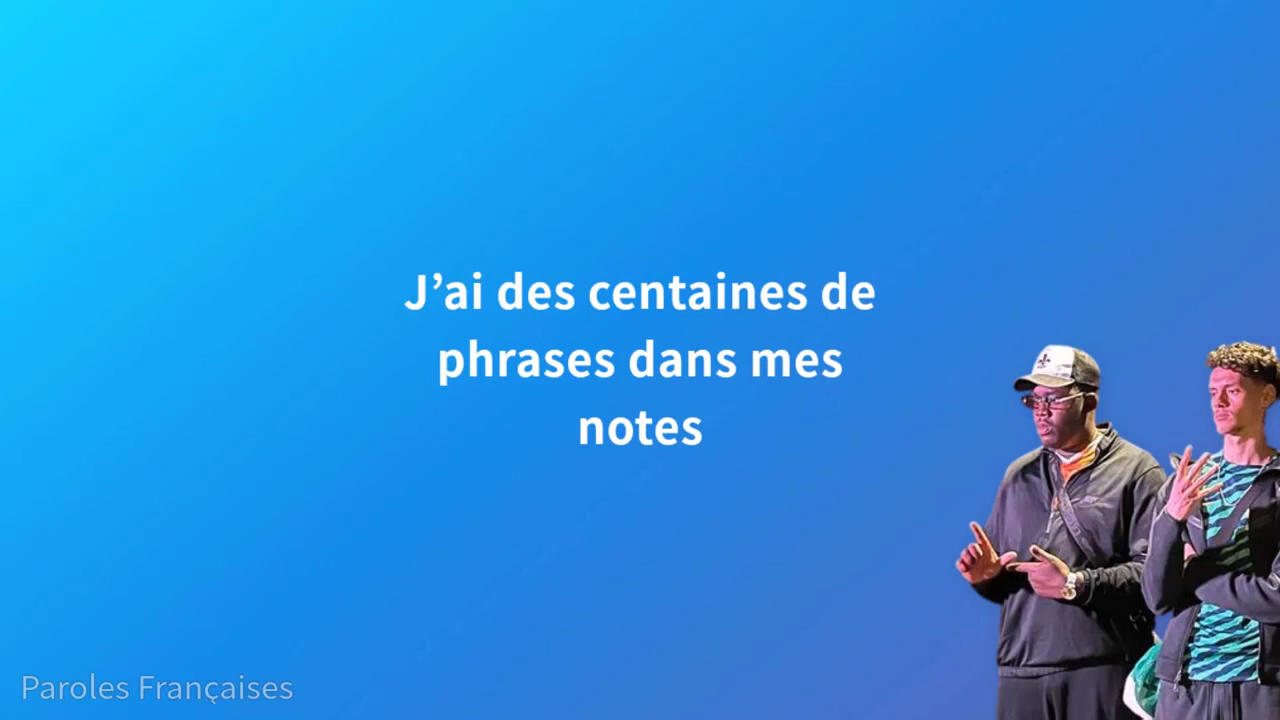 J’ai des centaines de
phrases dans mes
notes
Paroles Françaises